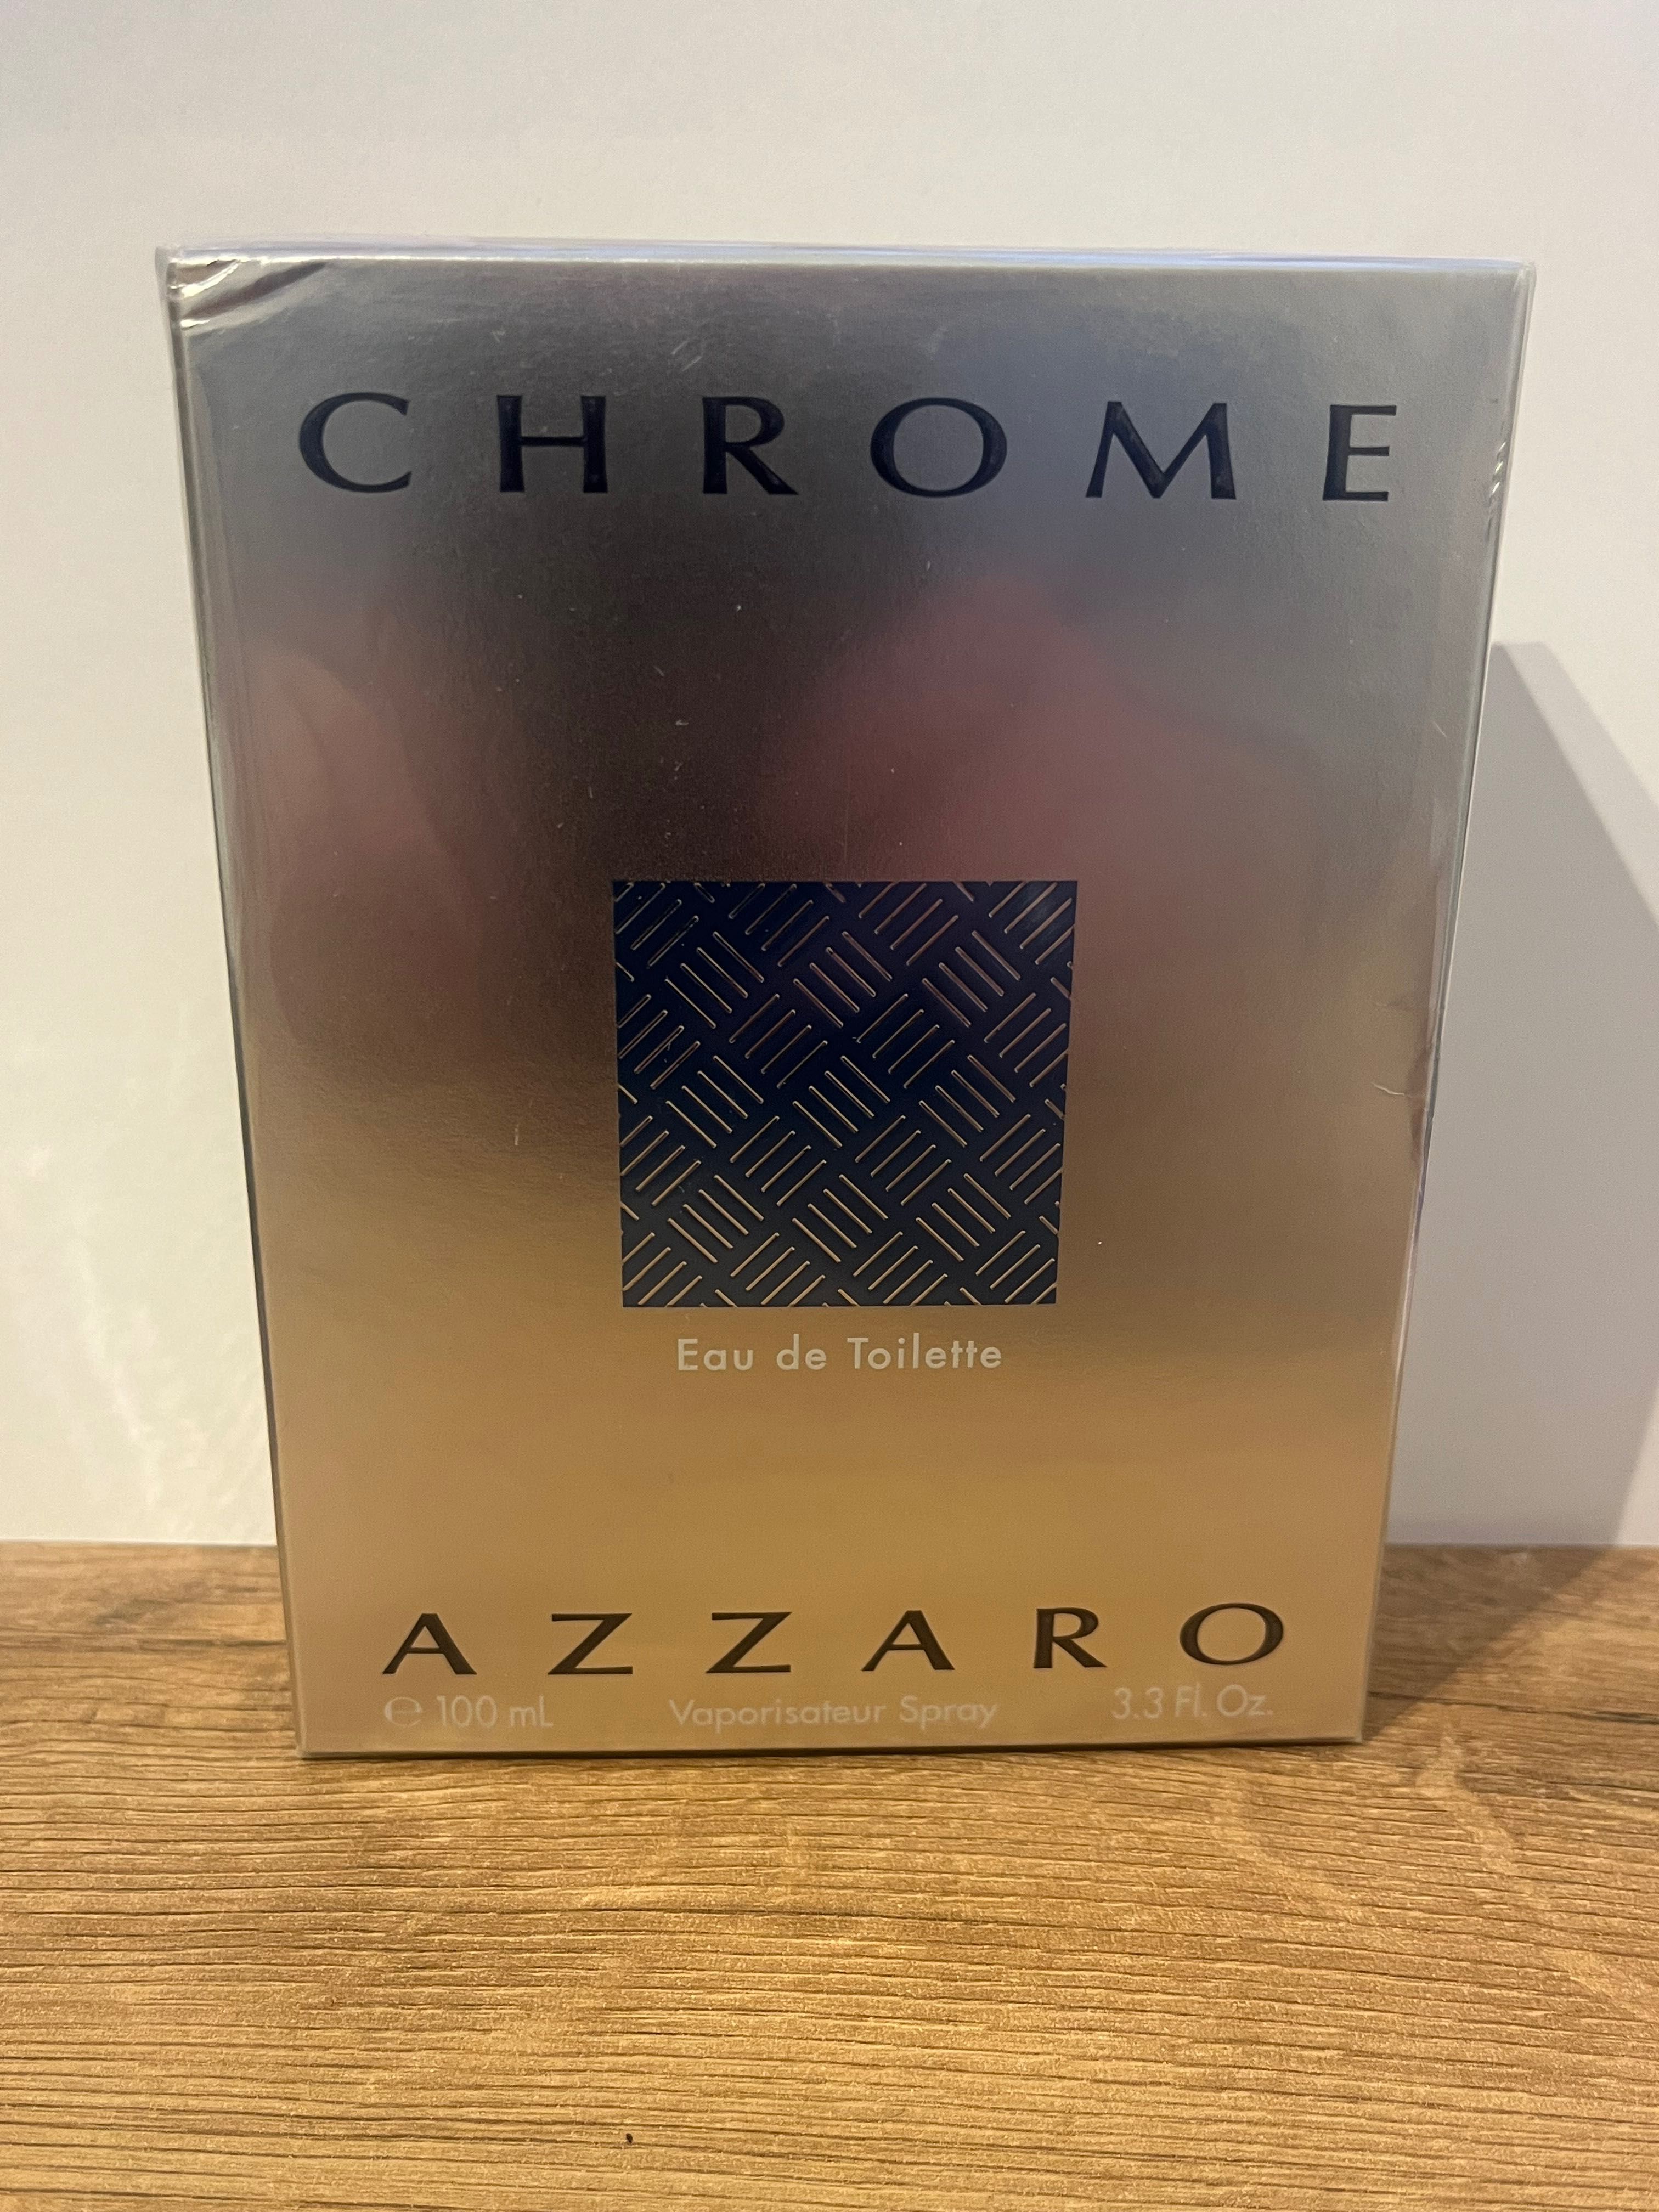 CHROME
Eau de Toilette
AZZARO
℮ 100 mL Vaporisateur Spray 3.3 Fl. Oz.